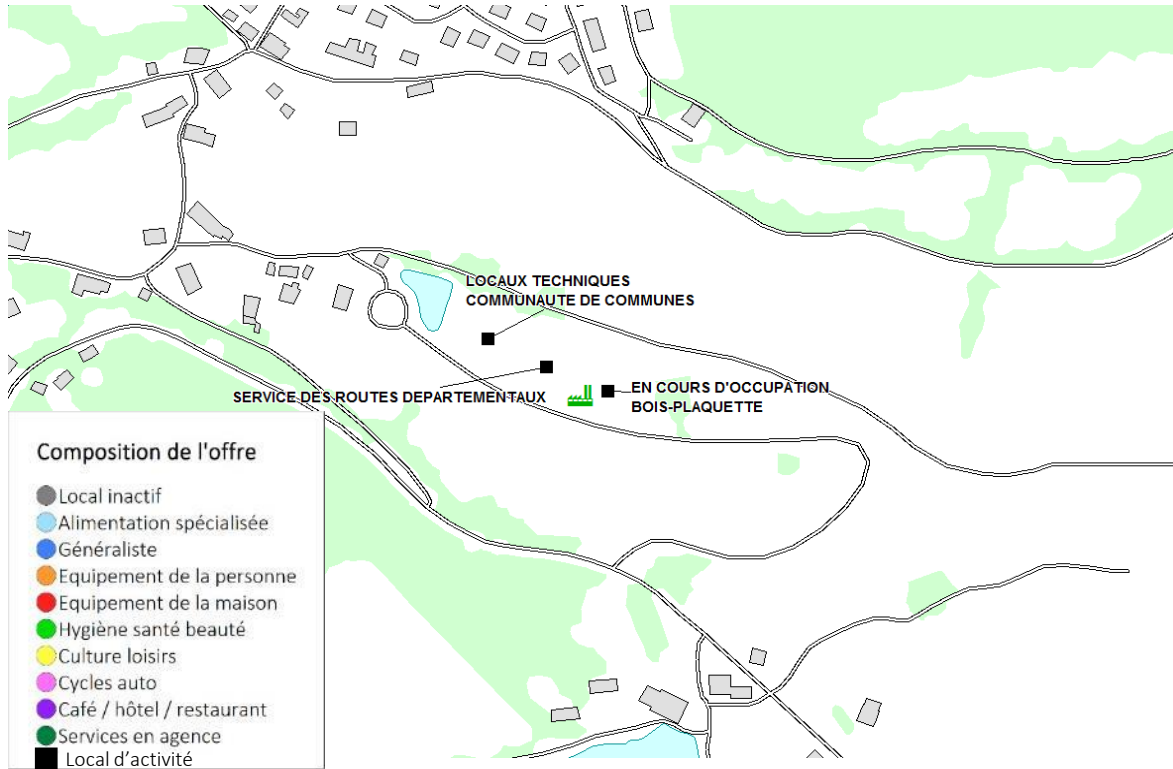 LOCAUX TECHNIQUES
COMMUNAUTE DE COMMUNES
SERVICE DES ROUTES DEPARTEMENTAUX
EN COURS D'OCCUPATION
BOIS-PLAQUETTE
Composition de l'offre
Local inactif
Alimentation spécialisée
Généraliste
Equipement de la personne
Equipement de la maison
Hygiène santé beauté
Culture loisirs
Cycles auto
Café / hôtel / restaurant
Services en agence
Local d’activité